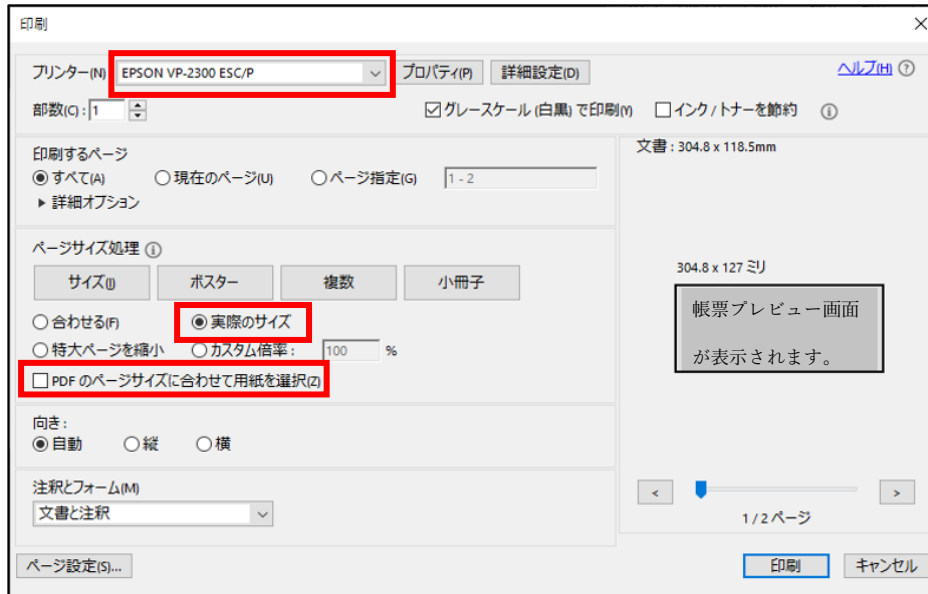 印刷
プリンター(N) EPSON VP-2300 ESC/P プロパティ(P) 詳細設定(D) ヘルプ(H)
部数(C) : 1 グレースケール (白黒) で印刷(Y) インク / トナーを節約
印刷するページ
すべて(A) 現在のページ(U) ページ指定(G) 1 - 2
詳細オプション
文書 : 304.8 x 118.5mm
ページサイズ処理
サイズ(I) ポスター 複数 小冊子
合わせる(F) 実際のサイズ
特大ページを縮小 カスタム倍率 : 100 %
PDF のページサイズに合わせて用紙を選択(Z)
304.8 x 127 ミリ
帳票プレビュー画面
が表示されます。
向き :
自動 縦 横
注釈とフォーム(M)
文書と注釈
< >
1 / 2 ページ
ページ設定(S)... 印刷 キャンセル